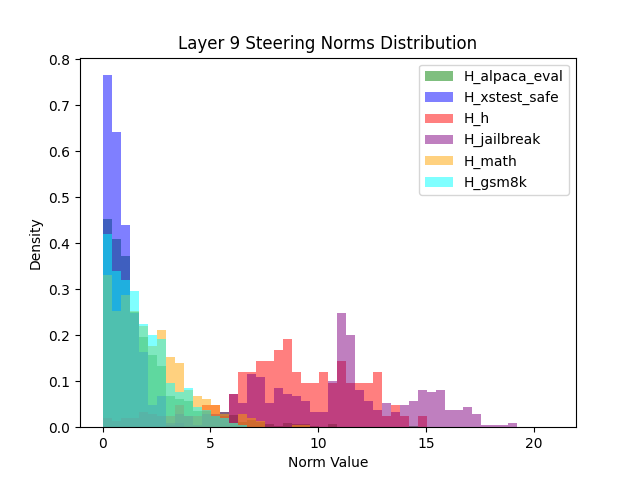 Layer 9 Steering Norms Distribution
H_alpaca_eval
H_xstest_safe
H_h
H_jailbreak
H_math
H_gsm8k
0.8
0.7
0.6
0.5
0.4
0.3
0.2
0.1
0.0
Density
0 5 10 15 20
Norm Value